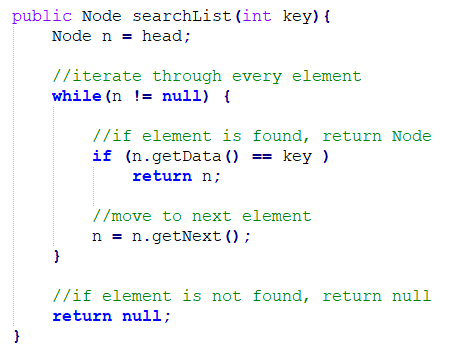 public Node searchList(int key){
    Node n = head;

    //iterate through every element
    while(n != null) {

        //if element is found, return Node
        if (n.getData() == key )
            return n;

        //move to next element
        n = n.getNext();
    }

    //if element is not found, return null
    return null;
}